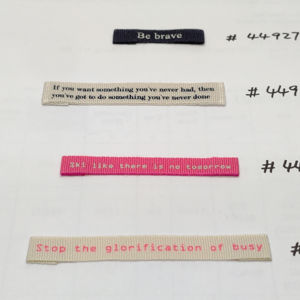 Be brave
# 44927
If you want something you've never had, then
you've got to do something you've never done
# 449
Ski like there is no tomorrow
# 44
Stop the glorification of busy
#